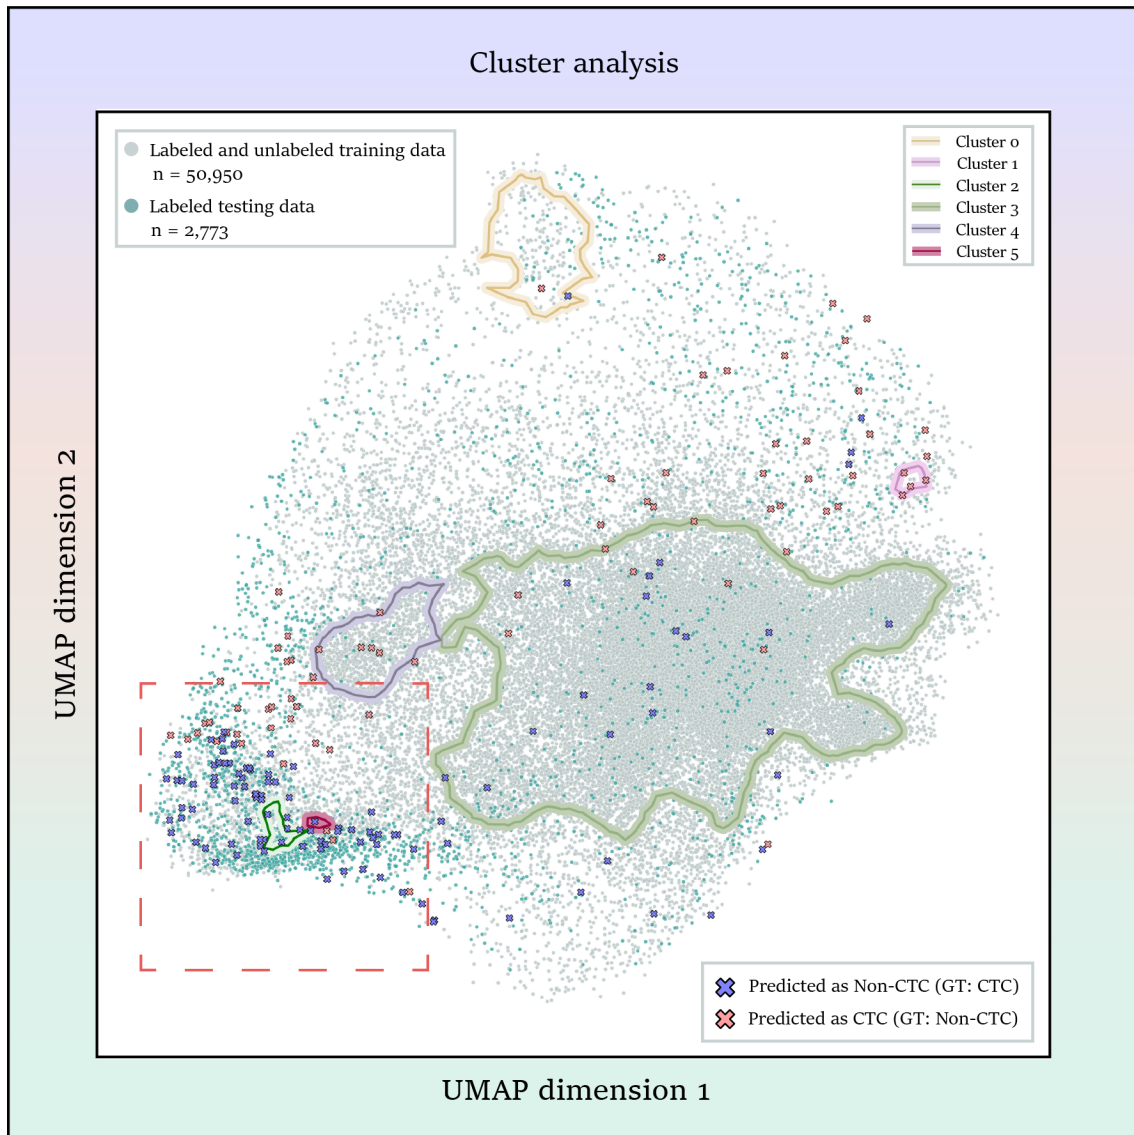 Cluster analysis
Labeled and unlabeled training data
n = 50,950
Labeled testing data
n = 2,773
Cluster 0
Cluster 1
Cluster 2
Cluster 3
Cluster 4
Cluster 5
UMAP dimension 2
Predicted as Non-CTC (GT: CTC)
Predicted as CTC (GT: Non-CTC)
UMAP dimension 1